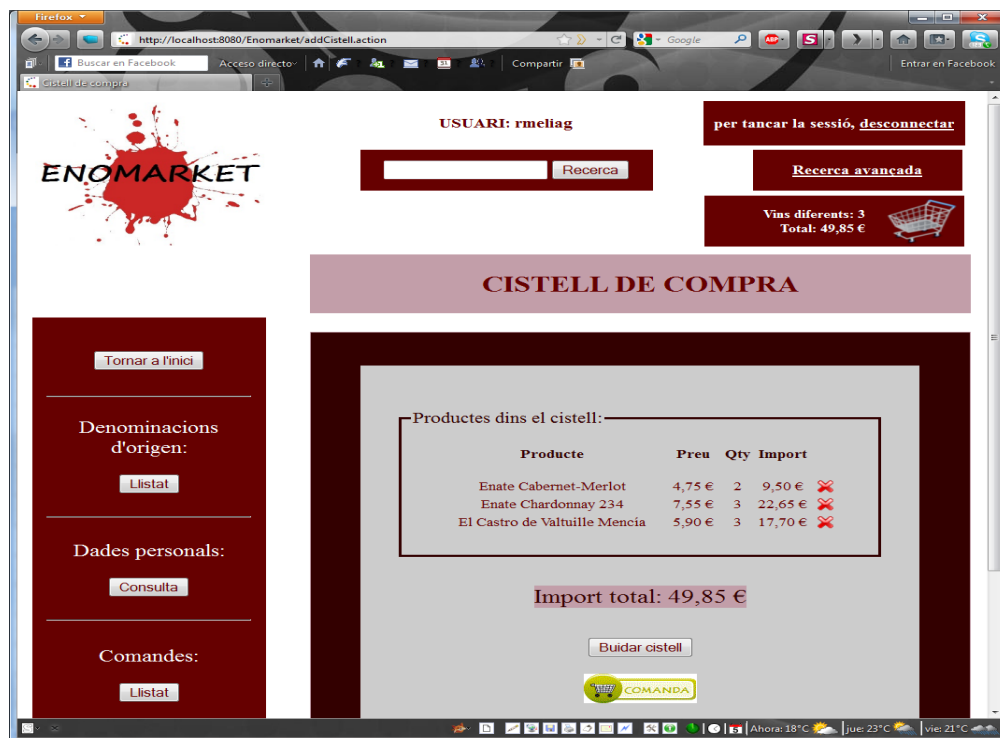 Firefox
http://localhost:8080/Enomarket/addCistell.action
Google
ABP
S
Buscar en Facebook
Acceso directo
31
Compartir
Entrar en Facebook
Cistell de compra
ENOMARKET
USUARI: rmeliag
per tancar la sessió, desconnectar
Recerca
Recerca avançada
Vins diferents: 3
Total: 49,85 €
CISTELL DE COMPRA
Tornar a l'inici
Denominacions
d'origen:
Llistat
Dades personals:
Consulta
Comandes:
Llistat
Productes dins el cistell:
Producte Preu Qty Import
Enate Cabernet-Merlot 4,75 € 2 9,50 €
Enate Chardonnay 234 7,55 € 3 22,65 €
El Castro de Valtuille Mencía 5,90 € 3 17,70 €
Import total: 49,85 €
Buidar cistell
COMANDA
5 Ahora: 18°C jue: 23°C vie: 21°C